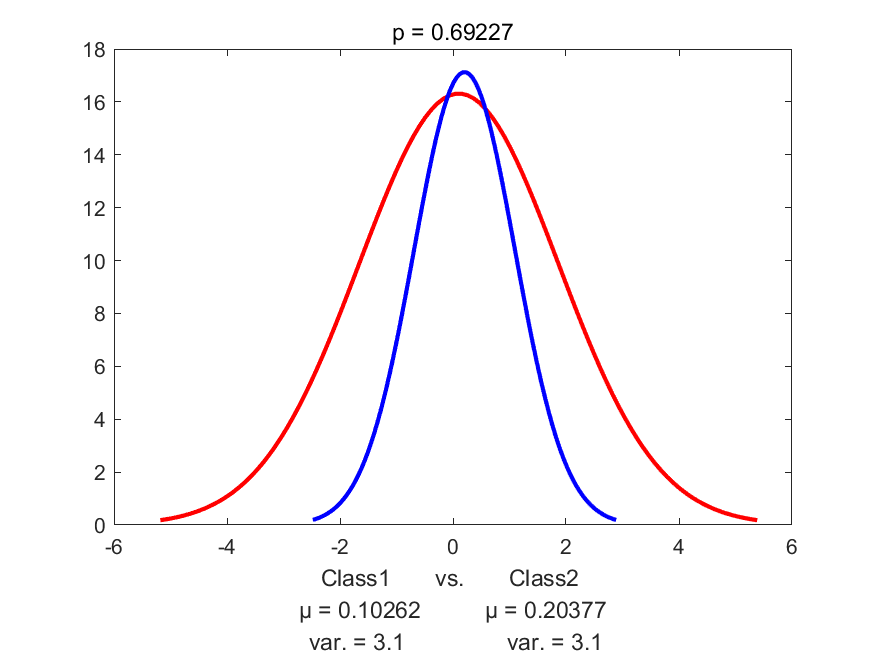 p = 0.69227
18
16
14
12
10
8
6
4
2
0
-6 -4 -2 0 2 4 6
Class1 vs. Class2
μ = 0.10262 μ = 0.20377
var. = 3.1 var. = 3.1